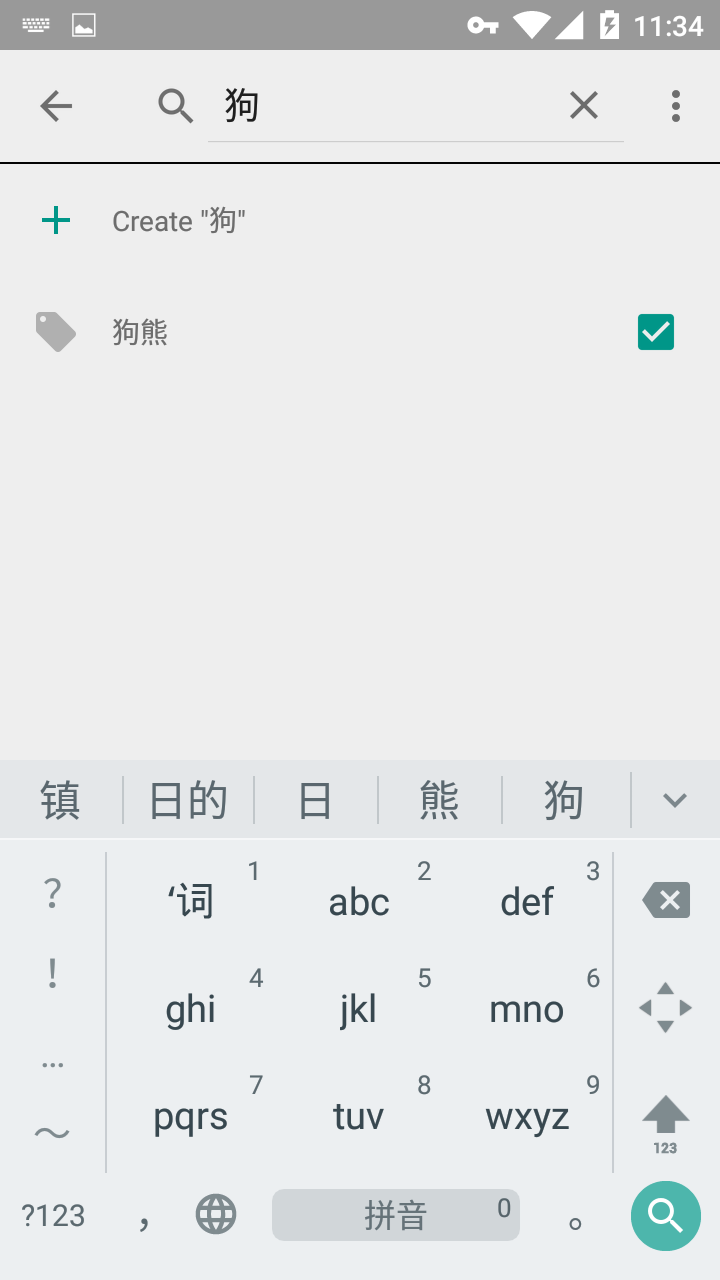 11:34
狗
Create "狗"
狗熊
镇 日的 日 熊 狗
? '词 1 abc 2 def 3
! ghi 4 jkl 5 mno 6
... pqrs 7 tuv 8 wxyz 9
～ 123
?123 ， 拼音 0 。